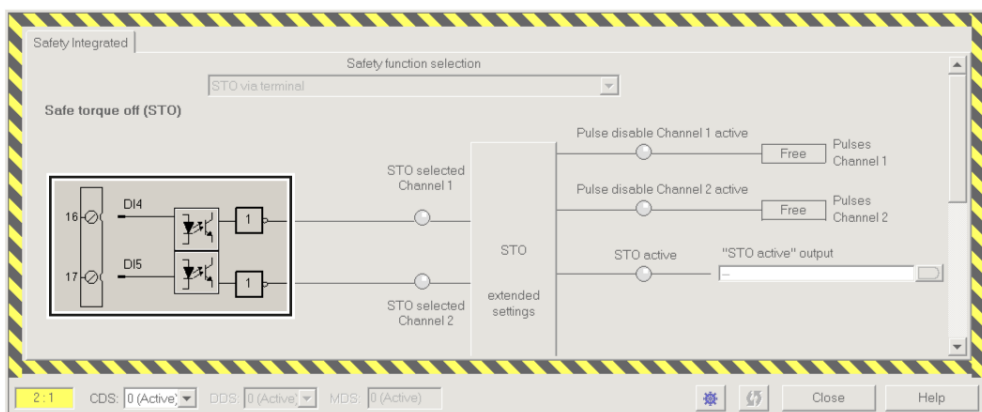 Safety Integrated
Safety function selection
STO via terminal
Safe torque off (STO)
Pulse disable Channel 1 active
Free
Pulses
Channel 1
STO selected
Channel 1
Pulse disable Channel 2 active
Free
Pulses
Channel 2
16
DI4
1
STO
STO active
"STO active" output
–
17
DI5
1
extended
settings
STO selected
Channel 2
2 : 1
CDS: 0 (Active)
DDS: 0 (Active)
MDS: 0 (Active)
Close
Help